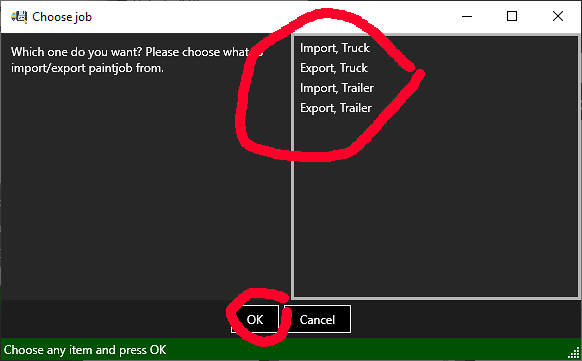 Choose job
Which one do you want? Please choose what to
import/export paintjob from.
Import, Truck
Export, Truck
Import, Trailer
Export, Trailer
OK
Cancel
Choose any item and press OK